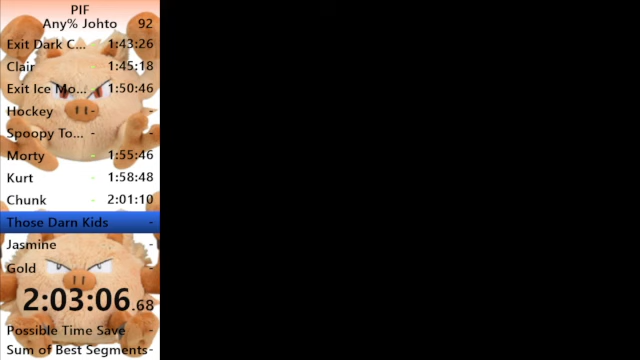 PIF
Any% Johto 92
Exit Dark C... - 1:43:26
Clair - 1:45:18
Exit Ice Mo... - 1:50:46
Hockey - -
Spoopy To... - -
Morty - 1:55:46
Kurt - 1:58:48
Chunk - 2:01:10
Those Darn Kids -
Jasmine -
Gold -
2:03:06.68
Possible Time Save -
Sum of Best Segments -